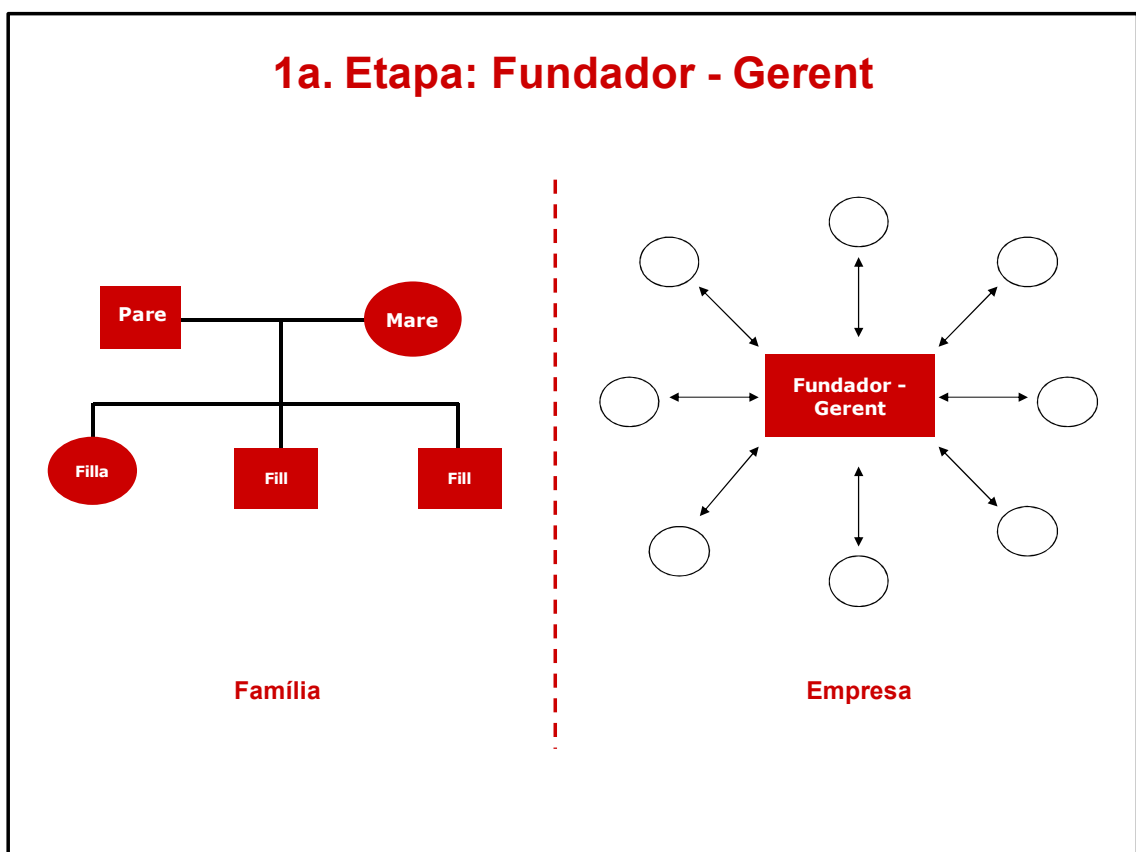 1a. Etapa: Fundador - Gerent
Pare
Mare
Filla
Fill
Fill
Família
Fundador -
Gerent
Empresa